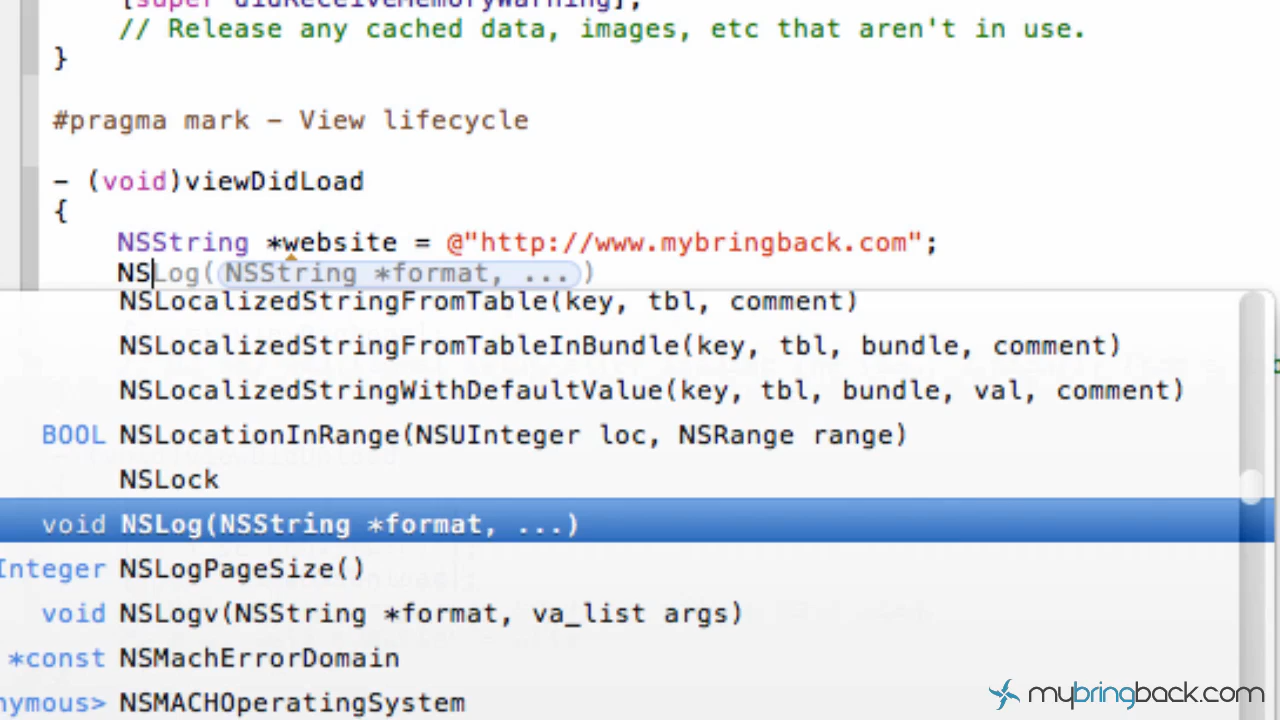 [super didReceiveMemoryWarning];
// Release any cached data, images, etc that aren't in use.
}
#pragma mark - View lifecycle
- (void)viewDidLoad
{
NSString *website = @"http://www.mybringback.com";
NSLog(NSString *format, ...)
NSLocalizedStringFromTable(key, tbl, comment)
NSLocalizedStringFromTableInBundle(key, tbl, bundle, comment)
NSLocalizedStringWithDefaultValue(key, tbl, bundle, val, comment)
BOOL NSLocationInRange(NSUInteger loc, NSRange range)
NSLock
void NSLog(NSString *format, ...)
Integer NSLogPageSize()
void NSLogv(NSString *format, va_list args)
*const NSMachErrorDomain
nymous> NSMACHOperatingSystem
mybringback.com